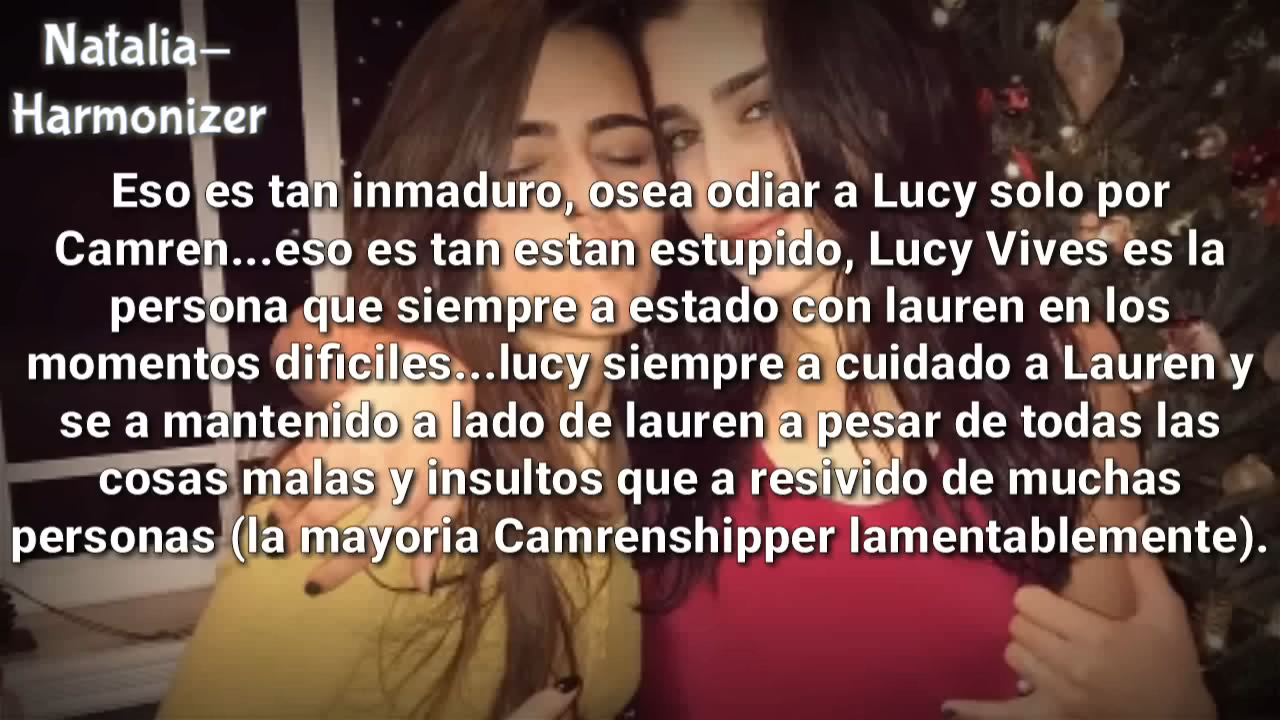 Natalia–
Harmonizer
Eso es tan inmaduro, osea odiar a Lucy solo por
Camren...eso es tan estan estupido, Lucy Vives es la
persona que siempre a estado con lauren en los
momentos dificiles...lucy siempre a cuidado a Lauren y
se a mantenido a lado de lauren a pesar de todas las
cosas malas y insultos que a resivido de muchas
personas (la mayoria Camrenshipper lamentablemente).